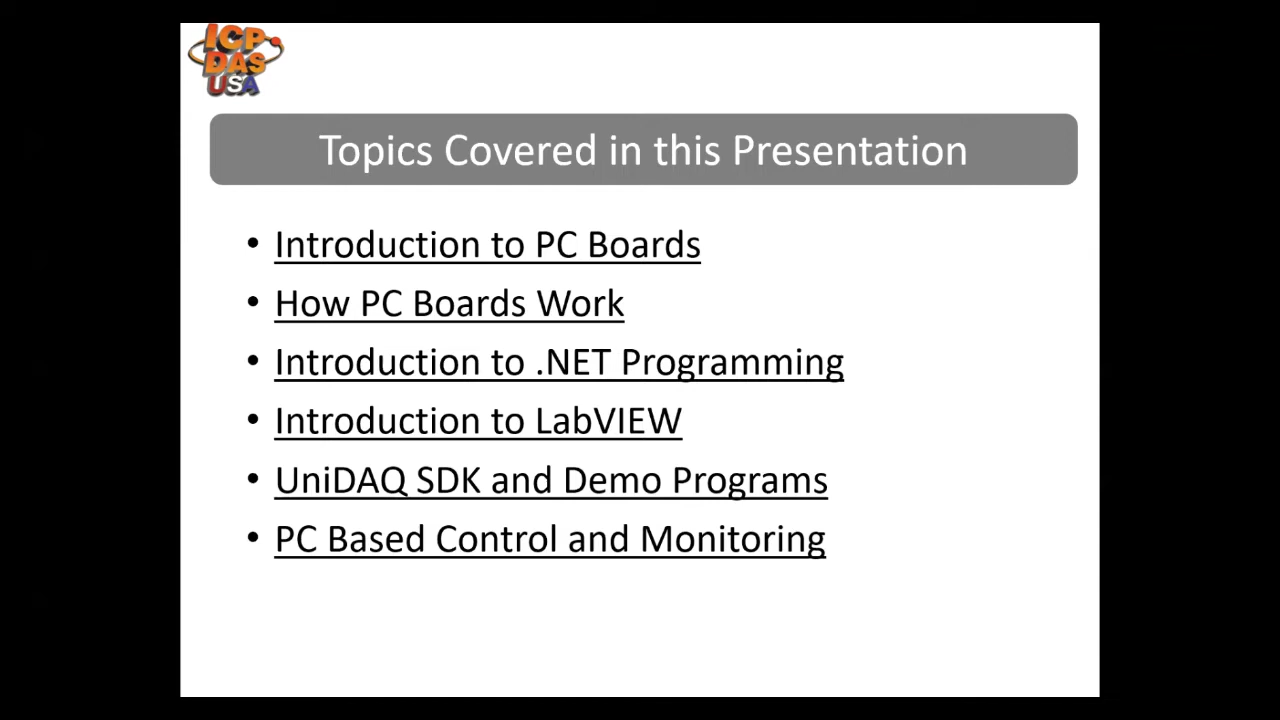 ICP
DAS
USA
Topics Covered in this Presentation
• Introduction to PC Boards
• How PC Boards Work
• Introduction to .NET Programming
• Introduction to LabVIEW
• UniDAQ SDK and Demo Programs
• PC Based Control and Monitoring